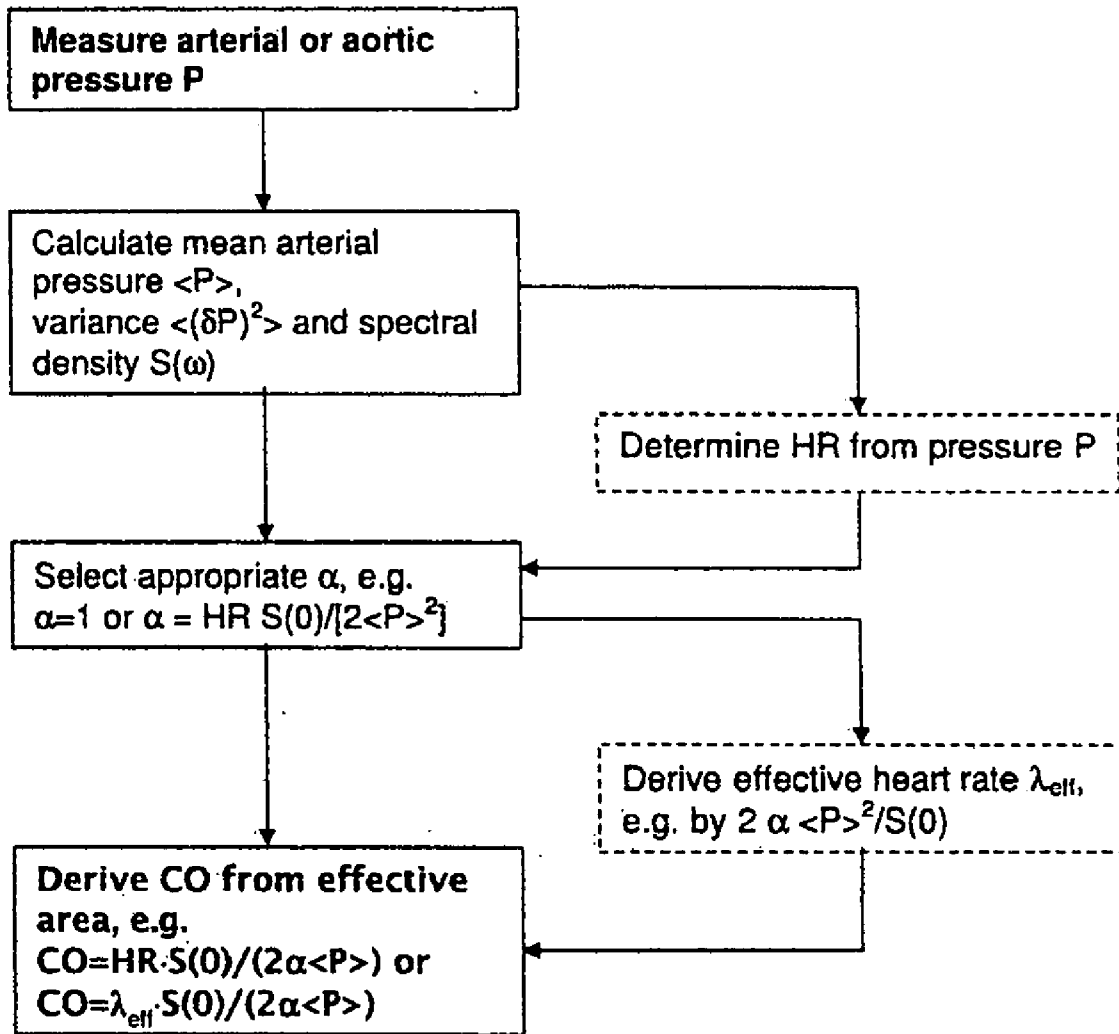 Measure arterial or aortic
pressure P
Calculate mean arterial
pressure <P>,
variance <(δP)²> and spectral
density S(ω)
Determine HR from pressure P
Select appropriate α, e.g.
α=1 or α = HR S(0)/[2<P>²]
Derive effective heart rate λeff,
e.g. by 2 α <P>²/S(0)
Derive CO from effective
area, e.g.
CO=HR·S(0)/(2α<P>) or
CO=λeff·S(0)/(2α<P>)